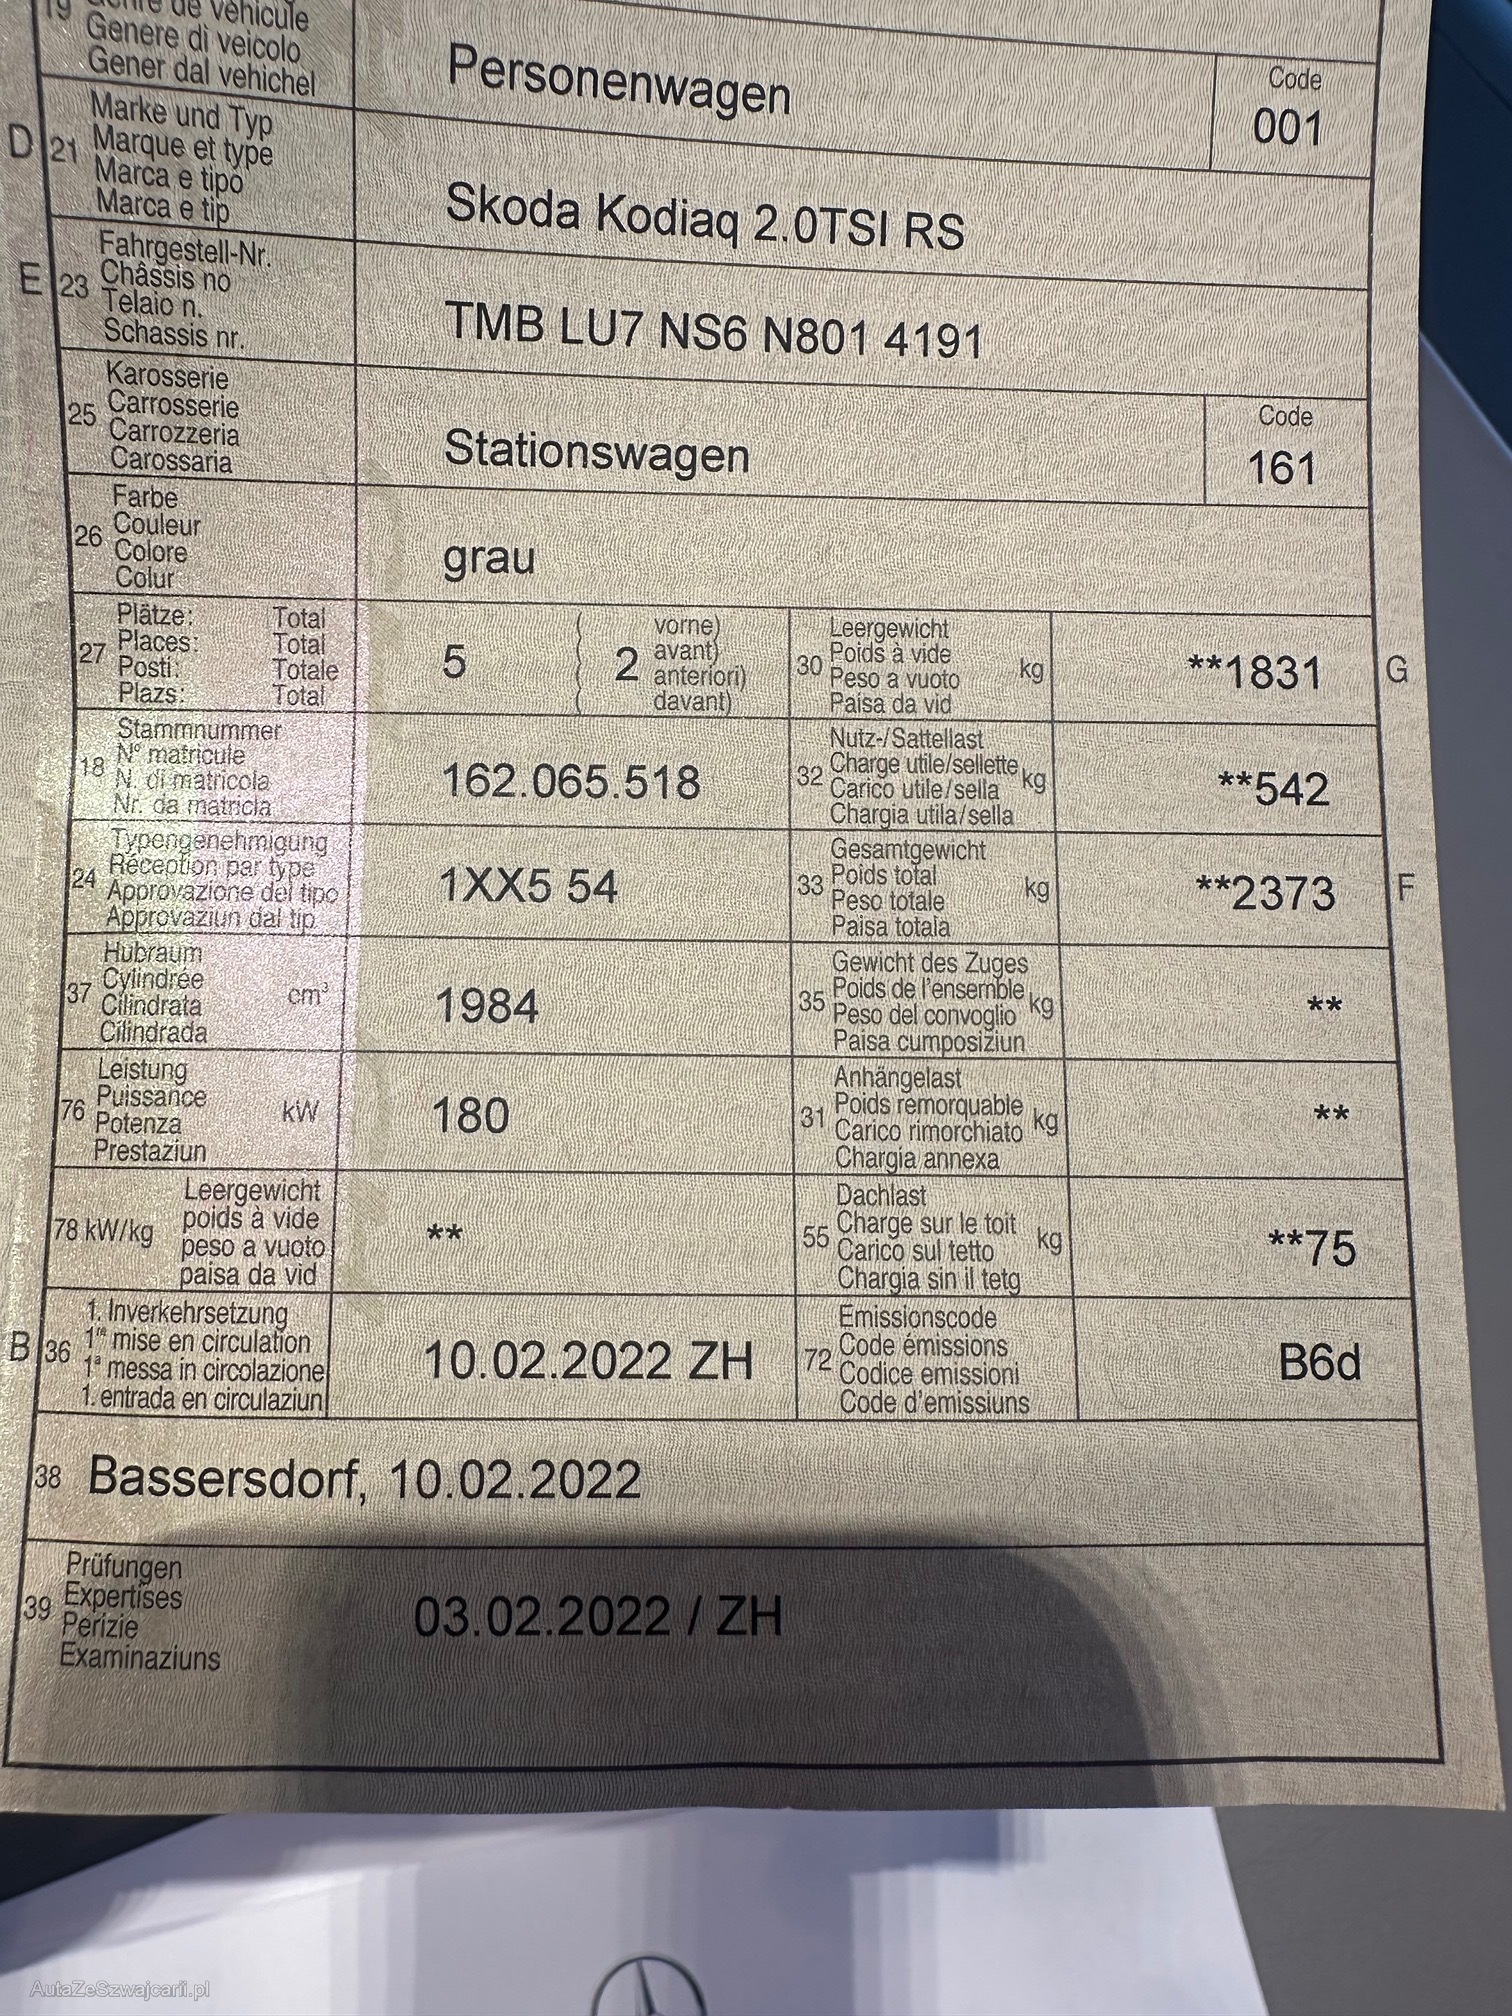 19 Genre de véhicule
Genere di veicolo
Gener dal vehichel
Personenwagen
Code
001
D 21 Marke und Typ
Marque et type
Marca e tipo
Marca e tip
Skoda Kodiaq 2.0TSI RS
E 23 Fahrgestell-Nr.
Châssis no
Telaio n.
Schassis nr.
TMB LU7 NS6 N801 4191
25 Karosserie
Carrosserie
Carrozzeria
Carossaria
Stationswagen
Code
161
26 Farbe
Couleur
Colore
Colur
grau
27 Plätze: Total
Places: Total
Posti: Totale
Plazs: Total
5 ( 2 vorne)
avant)
anteriori)
davant)
30 Leergewicht
Poids à vide
Peso a vuoto
Paisa da vid
kg **1831 G
18 Stammnummer
N° matricule
N. di matricola
Nr. da matricla
162.065.518
32 Nutz-/Sattellast
Charge utile/sellette
Carico utile/sella
Chargia utila/sella
kg **542
24 Typengenehmigung
Réception par type
Approvazione del tipo
Approvaziun dal tip
1XX5 54
33 Gesamtgewicht
Poids total
Peso totale
Paisa totala
kg **2373 F
37 Hubraum
Cylindrée
Cilindrata
Cilindrada
cm³ 1984
35 Gewicht des Zuges
Poids de l'ensemble
Peso del convoglio
Paisa cumposiziun
kg **
76 Leistung
Puissance
Potenza
Prestaziun
kW 180
31 Anhängelast
Poids remorquable
Carico rimorchiato
Chargia annexa
kg **
78 kW/kg Leergewicht
poids à vide
peso a vuoto
paisa da vid
**
55 Dachlast
Charge sur le toit
Carico sul tetto
Chargia sin il tetg
kg **75
B 36 1. Inverkehrsetzung
1re mise en circulation
1a messa in circolazione
1. entrada en circulaziun
10.02.2022 ZH
72 Emissionscode
Code émissions
Codice emissioni
Code d'emissiuns
B6d
38 Bassersdorf, 10.02.2022
39 Prüfungen
Expertises
Perizie
Examinaziuns
03.02.2022 / ZH
AutaZeSzwajcarii.pl